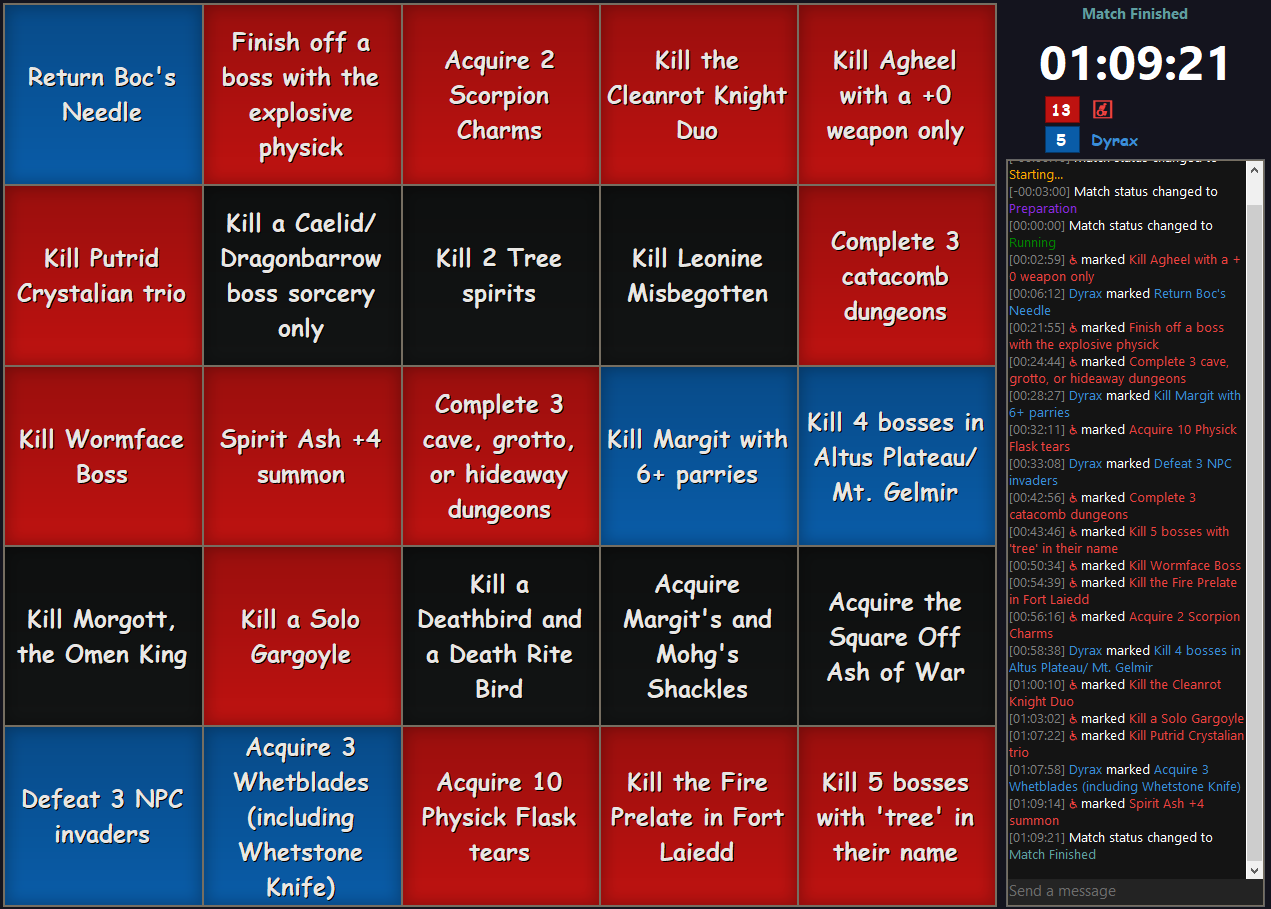 Return Boc's
Needle
Finish off a
boss with the
explosive
physick
Acquire 2
Scorpion
Charms
Kill the
Cleanrot Knight
Duo
Kill Agheel
with a +0
weapon only
Kill Putrid
Crystalian trio
Kill a Caelid/
Dragonbarrow
boss sorcery
only
Kill 2 Tree
spirits
Kill Leonine
Misbegotten
Complete 3
catacomb
dungeons
Kill Wormface
Boss
Spirit Ash +4
summon
Complete 3
cave, grotto,
or hideaway
dungeons
Kill Margit with
6+ parries
Kill 4 bosses in
Altus Plateau/
Mt. Gelmir
Kill Morgott,
the Omen King
Kill a Solo
Gargoyle
Kill a
Deathbird and
a Death Rite
Bird
Acquire
Margit's and
Mohg's
Shackles
Acquire the
Square Off
Ash of War
Defeat 3 NPC
invaders
Acquire 3
Whetblades
(including
Whetstone
Knife)
Acquire 10
Physick Flask
tears
Kill the Fire
Prelate in Fort
Laiedd
Kill 5 bosses
with 'tree' in
their name
Match Finished
01:09:21
13
5 Dyrax
Match status changed to
Starting...
[-00:03:00] Match status changed to
Preparation
[00:00:00] Match status changed to
Running
[00:02:59] ♿ marked Kill Agheel with a +
0 weapon only
[00:06:12] Dyrax marked Return Boc's
Needle
[00:21:55] ♿ marked Finish off a boss
with the explosive physick
[00:24:44] ♿ marked Complete 3 cave,
grotto, or hideaway dungeons
[00:28:27] Dyrax marked Kill Margit with
6+ parries
[00:32:11] ♿ marked Acquire 10 Physick
Flask tears
[00:33:08] Dyrax marked Defeat 3 NPC
invaders
[00:42:56] ♿ marked Complete 3
catacomb dungeons
[00:43:46] ♿ marked Kill 5 bosses with
'tree' in their name
[00:50:34] ♿ marked Kill Wormface Boss
[00:54:39] ♿ marked Kill the Fire Prelate
in Fort Laiedd
[00:56:16] ♿ marked Acquire 2 Scorpion
Charms
[00:58:38] Dyrax marked Kill 4 bosses in
Altus Plateau/ Mt. Gelmir
[01:00:10] ♿ marked Kill the Cleanrot
Knight Duo
[01:03:02] ♿ marked Kill a Solo Gargoyle
[01:07:22] ♿ marked Kill Putrid Crystalian
trio
[01:07:58] Dyrax marked Acquire 3
Whetblades (including Whetstone Knife)
[01:09:14] ♿ marked Spirit Ash +4
summon
[01:09:21] Match status changed to
Match Finished
Send a message